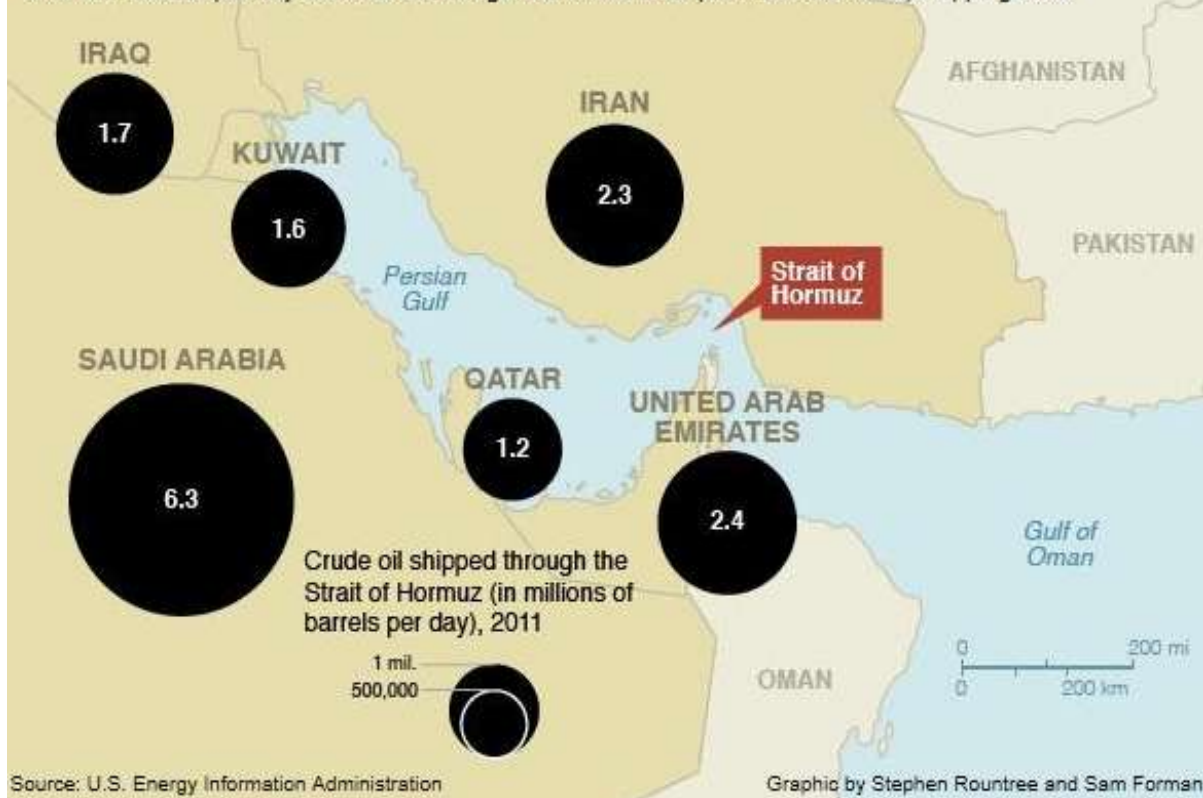 IRAQ
1.7
KUWAIT
1.6
IRAN
2.3
AFGHANISTAN
PAKISTAN
Persian
Gulf
Strait of
Hormuz
SAUDI ARABIA
6.3
QATAR
1.2
UNITED ARAB
EMIRATES
2.4
Gulf of
Oman
Crude oil shipped through the
Strait of Hormuz (in millions of
barrels per day), 2011
1 mil.
500,000
OMAN
0 200 mi
0 200 km
Source: U.S. Energy Information Administration
Graphic by Stephen Rountree and Sam Forman